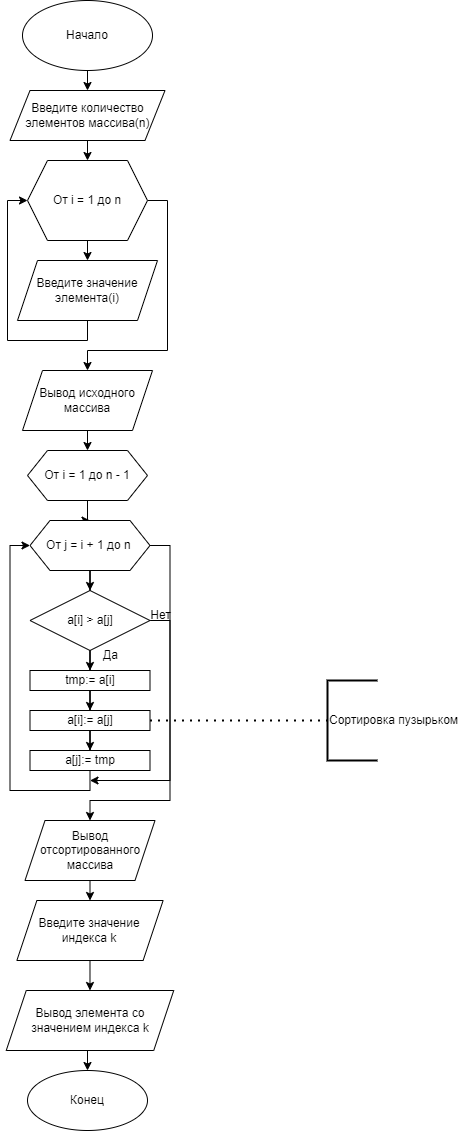 Начало
Введите количество
элементов массива(n)
От i = 1 до n
Введите значение
элемента(i)
Вывод исходного
массива
От i = 1 до n - 1
От j = i + 1 до n
a[i] > a[j]
Нет
Да
tmp:= a[i]
a[i]:= a[j]
Сортировка пузырьком
a[j]:= tmp
Вывод
отсортированного
массива
Введите значение
индекса k
Вывод элемента со
значением индекса k
Конец